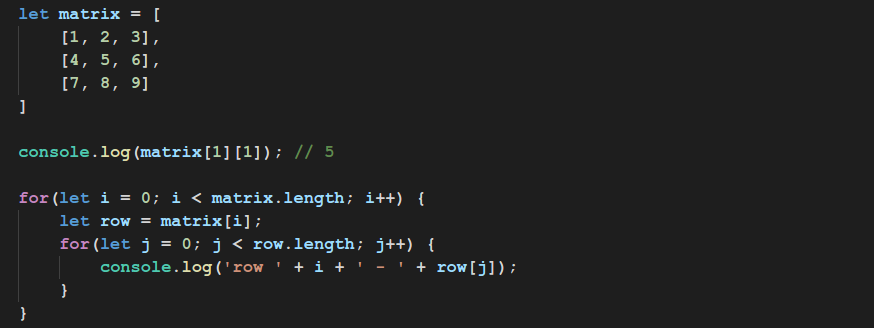 let matrix = [
    [1, 2, 3],
    [4, 5, 6],
    [7, 8, 9]
]
console.log(matrix[1][1]); // 5
for(let i = 0; i < matrix.length; i++) {
    let row = matrix[i];
    for(let j = 0; j < row.length; j++) {
        console.log('row ' + i + ' - ' + row[j]);
    }
}